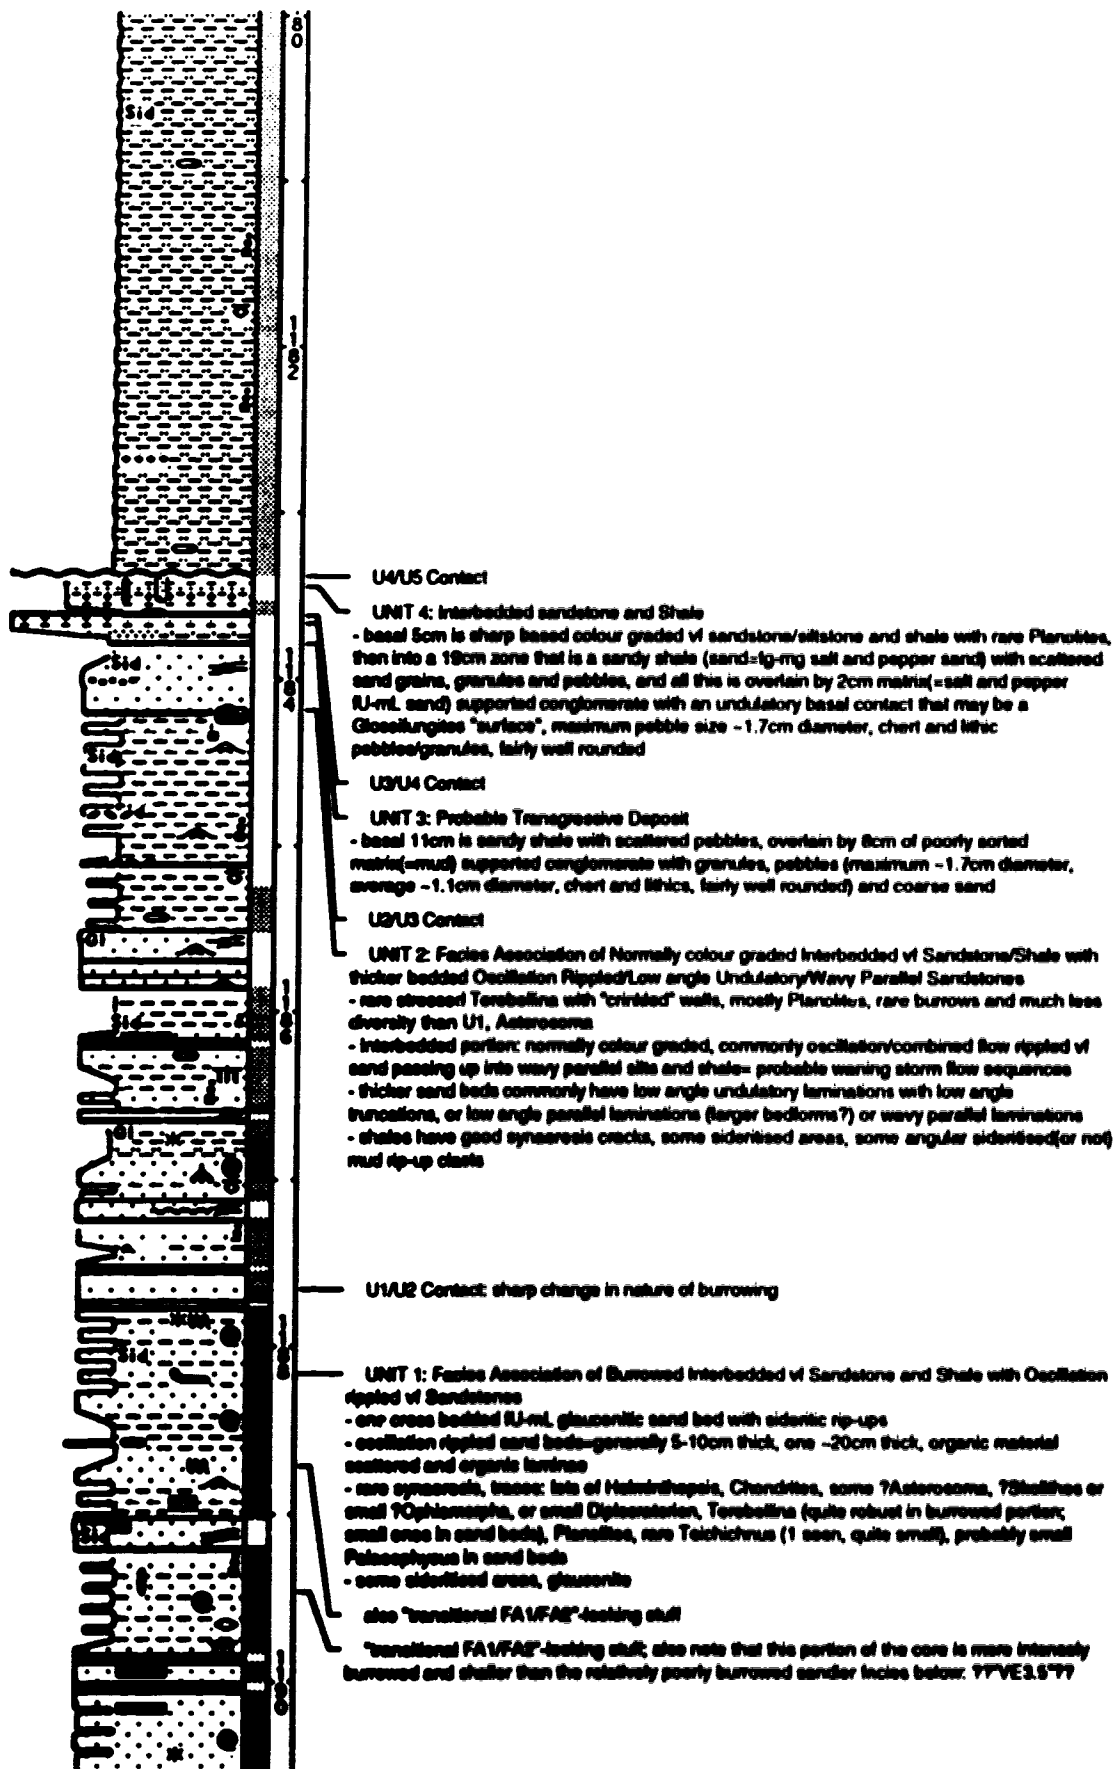 80
Sid
1182
U4/U5 Contact
UNIT 4: Interbedded sandstone and Shale
- basal 5cm is sharp based colour graded vf sandstone/siltstone and shale with rare Planolites,
then into a 19cm zone that is a sandy shale (sand=fg-mg salt and pepper sand) with scattered
sand grains, granules and pebbles, and all this is overlain by 2cm matrix(=salt and pepper
fU-mL sand) supported conglomerate with an undulatory basal contact that may be a
Glossifungites "surface", maximum pebble size ~1.7cm diameter, chert and lithic
pebbles/granules, fairly well rounded
Sid
1184
Sid
U3/U4 Contact
UNIT 3: Probable Transgressive Deposit
- basal 11cm is sandy shale with scattered pebbles, overlain by 8cm of poorly sorted
matrix(=mud) supported conglomerate with granules, pebbles (maximum ~1.7cm diameter,
average ~1.1cm diameter, chert and lithics, fairly well rounded) and coarse sand
U2/U3 Contact
Gl
UNIT 2: Facies Association of Normally colour graded Interbedded vf Sandstone/Shale with
thicker bedded Oscillation Rippled/Low angle Undulatory/Wavy Parallel Sandstones
- rare stressed Terebellina with "crinkled" walls, mostly Planolites, rare burrows and much less
diversity than U1, Asterosoma
- interbedded portion: normally colour graded, commonly oscillation/combined flow rippled vf
sand passing up into wavy parallel silts and shale= probable waning storm flow sequences
- thicker sand beds commonly have low angle undulatory laminations with low angle
truncations, or low angle parallel laminations (larger bedforms?) or wavy parallel laminations
- shales have good synaeresis cracks, some sideritised areas, some angular sideritised(or not)
mud rip-up clasts
1186
Sid
Gl
U1/U2 Contact: sharp change in nature of burrowing
1188
Sid
UNIT 1: Facies Association of Burrowed Interbedded vf Sandstone and Shale with Oscillation
rippled vf Sandstones
- one cross bedded fU-mL glauconitic sand bed with sideritic rip-ups
- oscillation rippled sand beds=generally 5-10cm thick, one ~20cm thick, organic material
scattered and organic laminae
- rare synaeresis, traces: lots of Helminthopsis, Chondrites, some ?Asterosoma, ?Skolithos or
small ?Ophiomorpha, or small Diplocraterion, Terebellina (quite robust in burrowed portion;
small ones in sand beds), Planolites, rare Teichichnus (1 seen, quite small), probably small
Palaeophycus in sand beds
- some sideritised areas, glauconite
also "transitional FA1/FA2"-looking stuff
"transitional FA1/FA2"-looking stuff; also note that this portion of the core is more intensely
burrowed and shalier than the relatively poorly burrowed sandier facies below: ??"VE3.5"??
1190